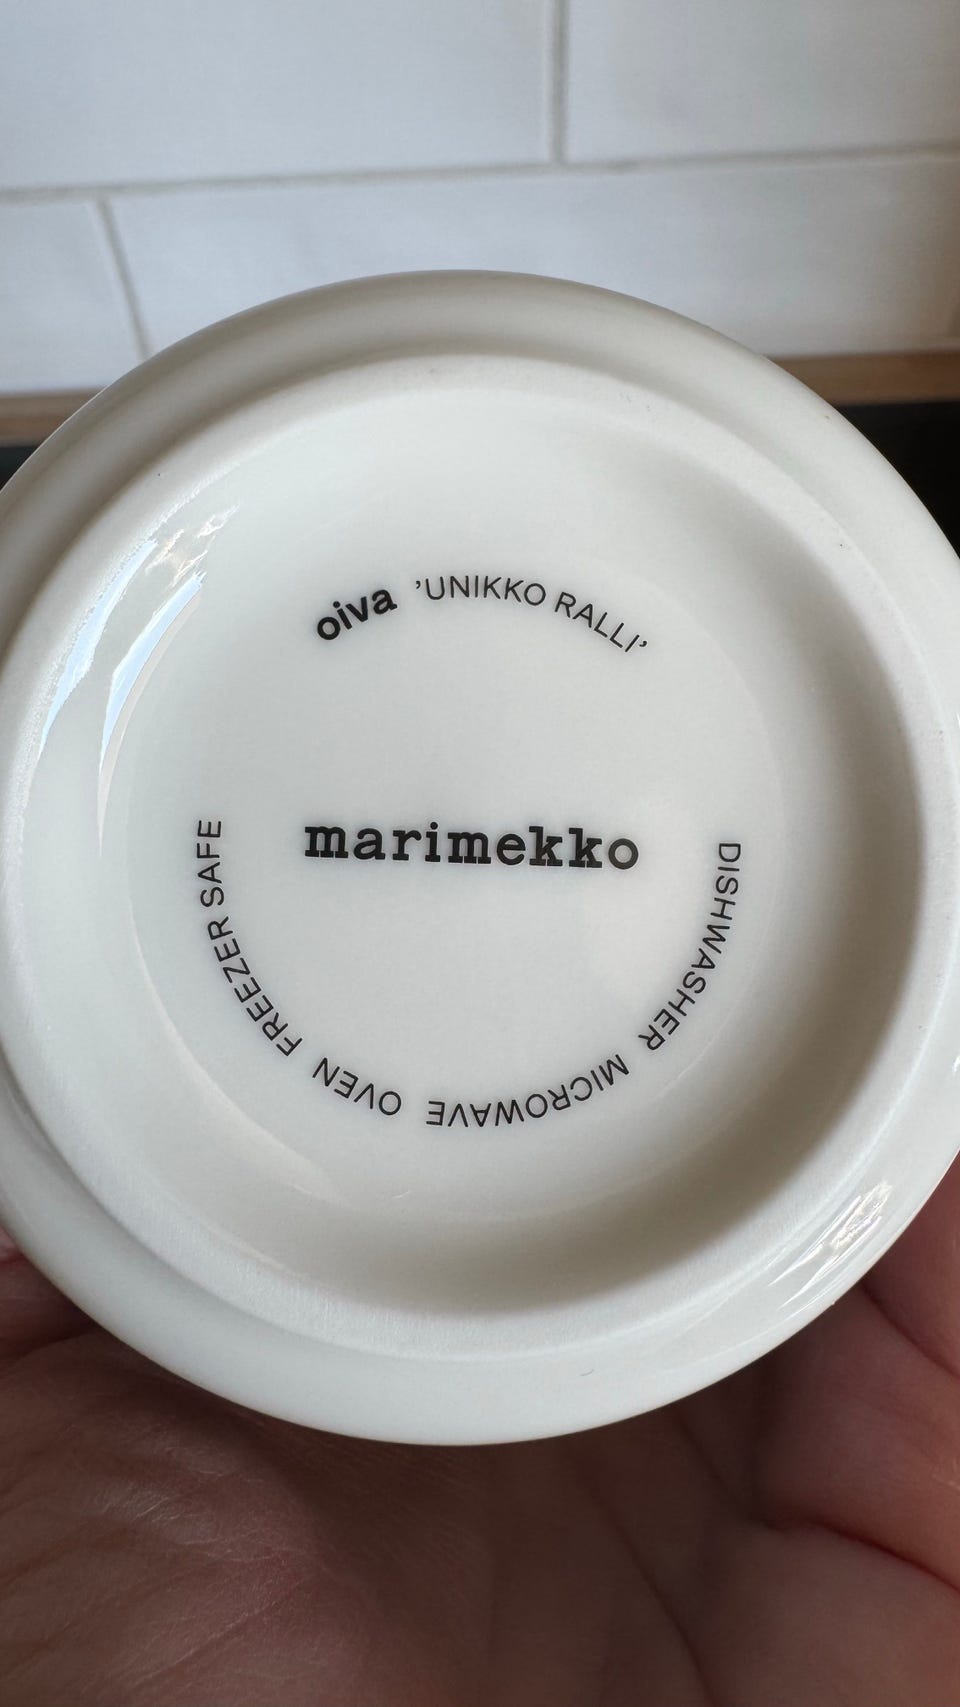 oiva 'UNIKKO RALLI'
marimekko
DISHWASHER MICROWAVE OVEN FREEZER SAFE